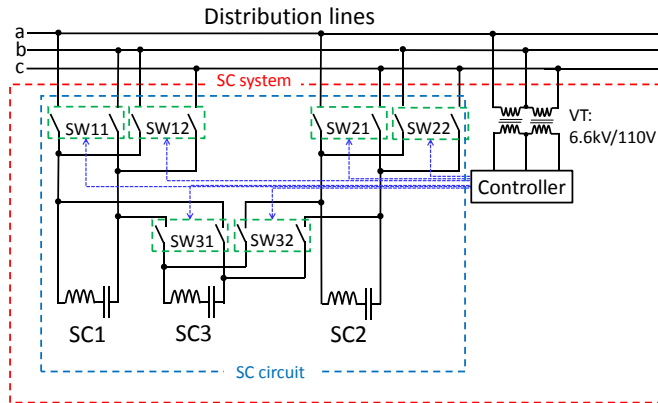 Distribution lines
a
b
c
SC system
SW11
SW12
SW21
SW22
VT:
6.6kV/110V
Controller
SW31
SW32
SC1
SC3
SC2
SC circuit